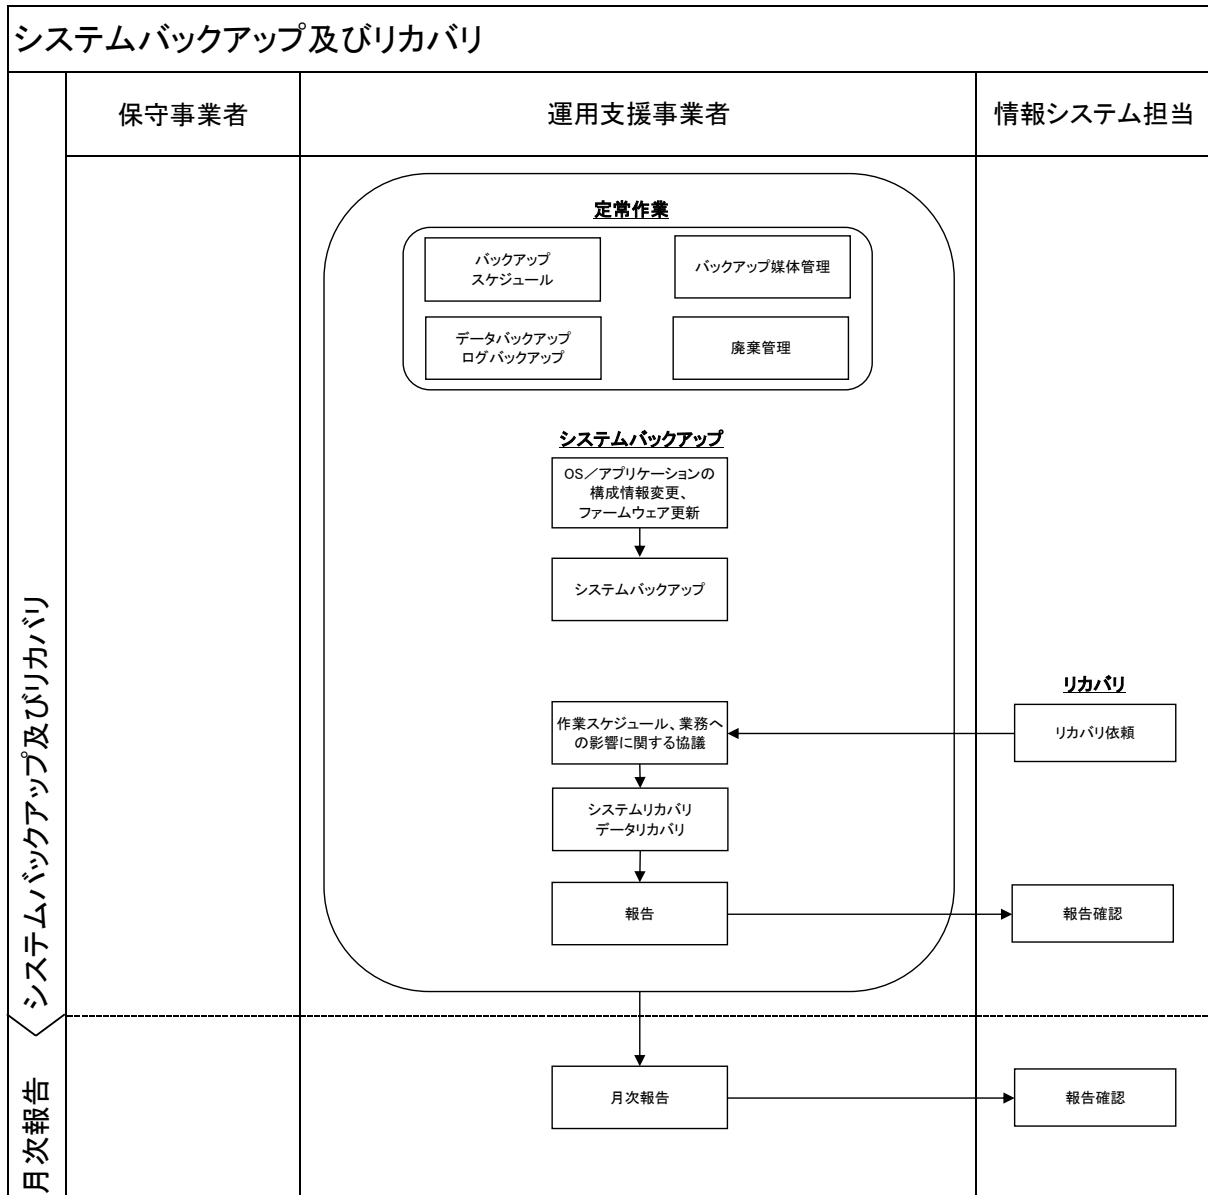 システムバックアップ及びリカバリ
保守事業者
運用支援事業者
情報システム担当
定常作業
バックアップ
スケジュール
バックアップ媒体管理
データバックアップ
ログバックアップ
廃棄管理
システムバックアップ
OS／アプリケーションの
構成情報変更、
ファームウェア更新
システムバックアップ
リカバリ
作業スケジュール、業務へ
の影響に関する協議
リカバリ依頼
システムリカバリ
データリカバリ
報告
報告確認
システムバックアップ及びリカバリ
月次報告
報告確認
月次報告